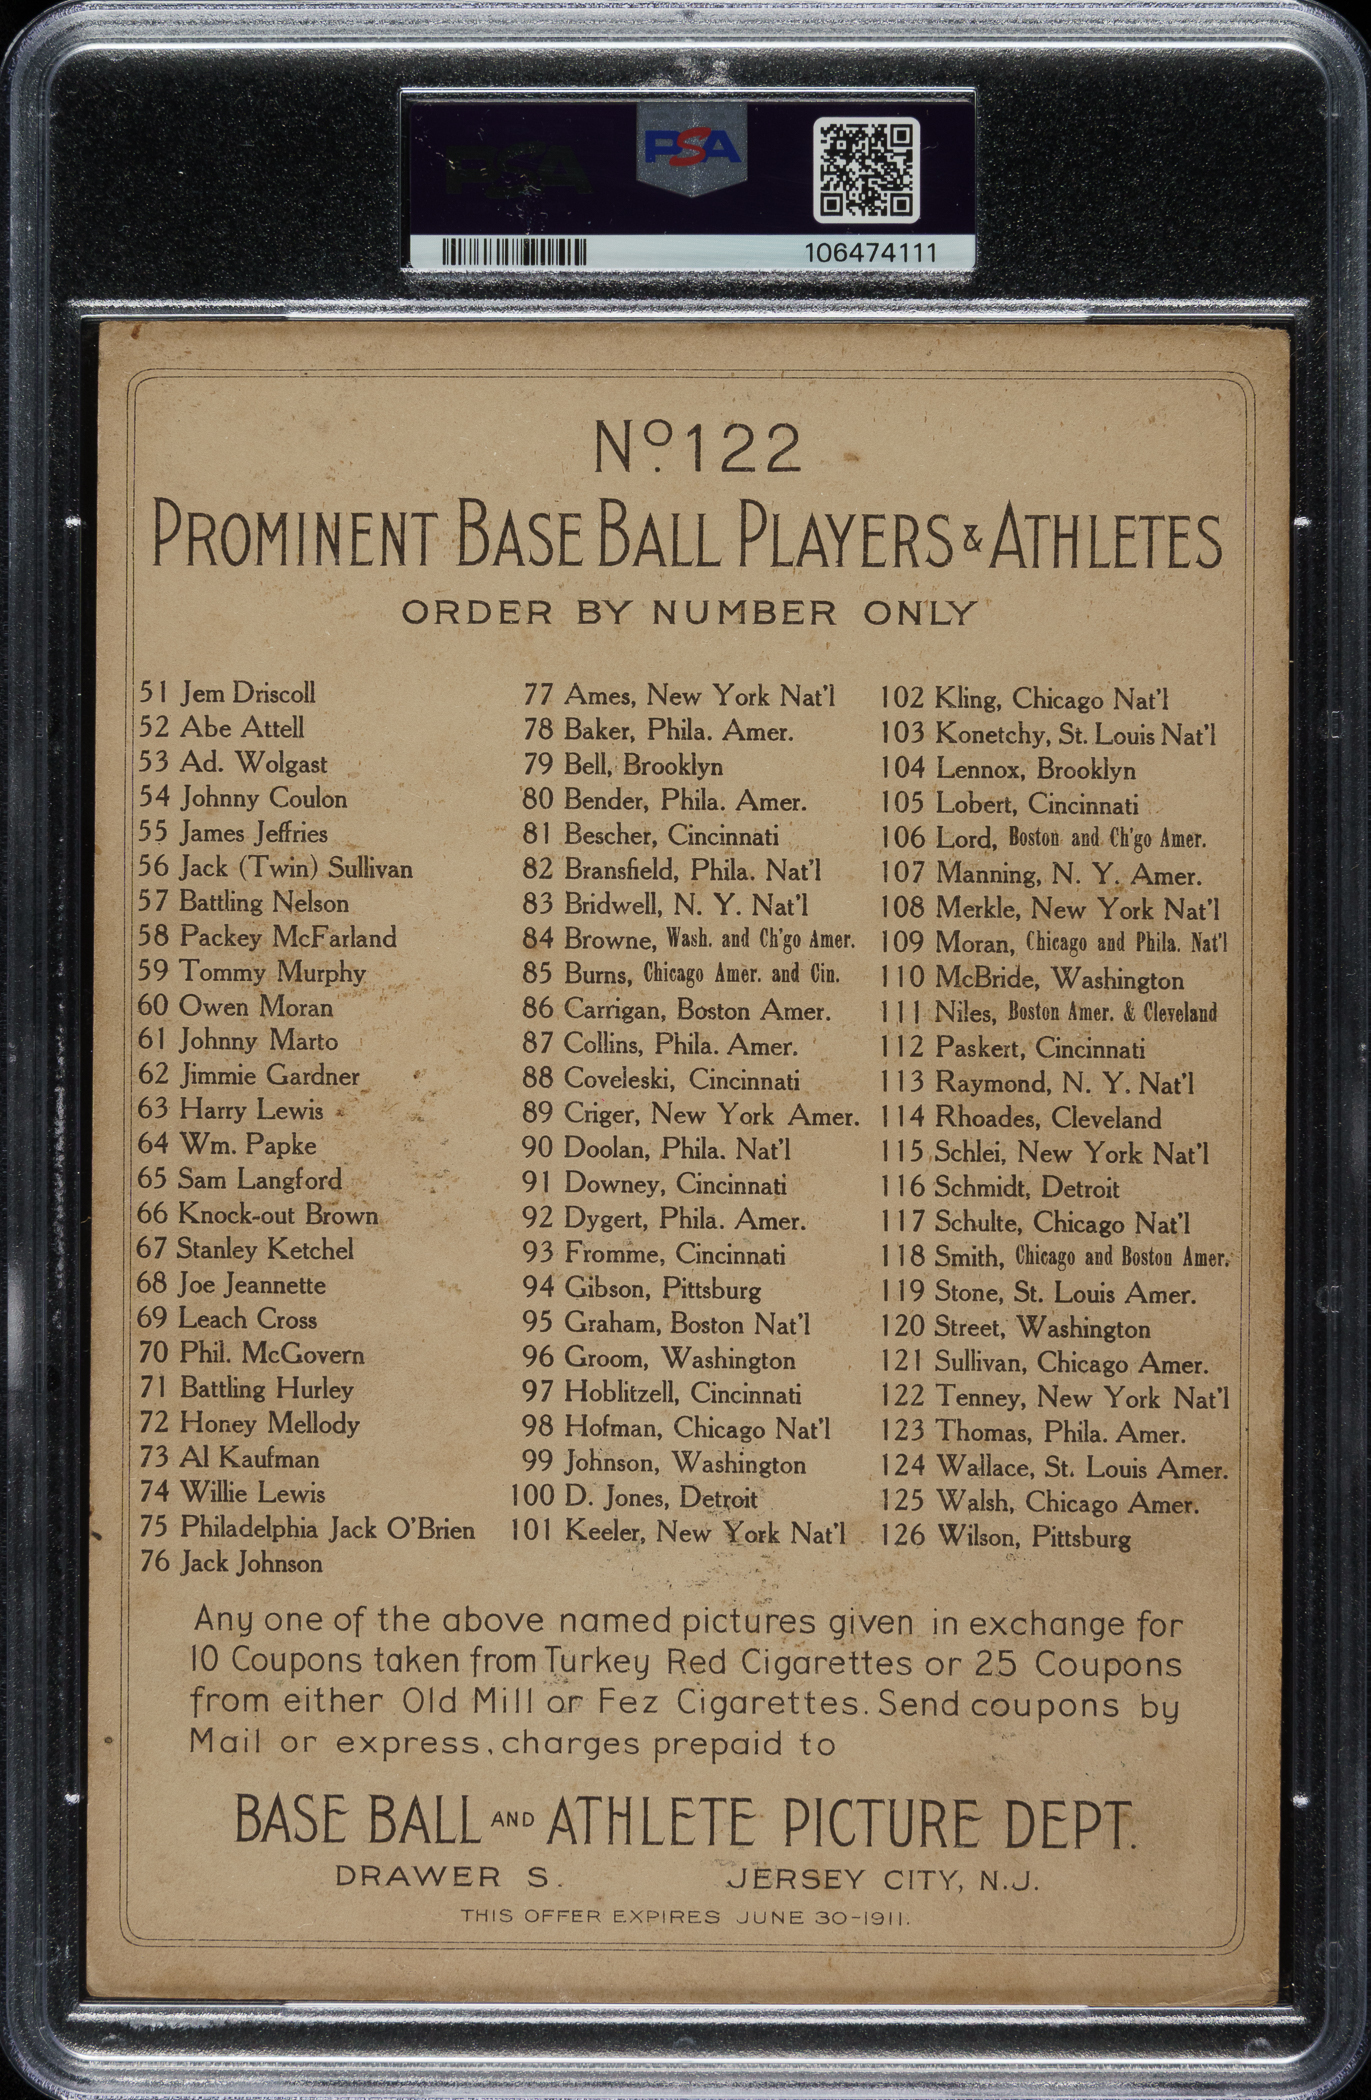 PSA
106474111
No. 122
PROMINENT BASE BALL PLAYERS & ATHLETES
ORDER BY NUMBER ONLY
51 Jem Driscoll
52 Abe Attell
53 Ad. Wolgast
54 Johnny Coulon
55 James Jeffries
56 Jack (Twin) Sullivan
57 Battling Nelson
58 Packey McFarland
59 Tommy Murphy
60 Owen Moran
61 Johnny Marto
62 Jimmie Gardner
63 Harry Lewis
64 Wm. Papke
65 Sam Langford
66 Knock-out Brown
67 Stanley Ketchel
68 Joe Jeannette
69 Leach Cross
70 Phil. McGovern
71 Battling Hurley
72 Honey Mellody
73 Al Kaufman
74 Willie Lewis
75 Philadelphia Jack O'Brien
76 Jack Johnson
77 Ames, New York Nat'l
78 Baker, Phila. Amer.
79 Bell, Brooklyn
80 Bender, Phila. Amer.
81 Bescher, Cincinnati
82 Bransfield, Phila. Nat'l
83 Bridwell, N. Y. Nat'l
84 Browne, Wash. and Ch'go Amer.
85 Burns, Chicago Amer. and Cin.
86 Carrigan, Boston Amer.
87 Collins, Phila. Amer.
88 Coveleski, Cincinnati
89 Criger, New York Amer.
90 Doolan, Phila. Nat'l
91 Downey, Cincinnati
92 Dygert, Phila. Amer.
93 Fromme, Cincinnati
94 Gibson, Pittsburg
95 Graham, Boston Nat'l
96 Groom, Washington
97 Hoblitzell, Cincinnati
98 Hofman, Chicago Nat'l
99 Johnson, Washington
100 D. Jones, Detroit
101 Keeler, New York Nat'l
102 Kling, Chicago Nat'l
103 Konetchy, St. Louis Nat'l
104 Lennox, Brooklyn
105 Lobert, Cincinnati
106 Lord, Boston and Ch'go Amer.
107 Manning, N. Y. Amer.
108 Merkle, New York Nat'l
109 Moran, Chicago and Phila. Nat'l
110 McBride, Washington
111 Niles, Boston Amer. & Cleveland
112 Paskert, Cincinnati
113 Raymond, N. Y. Nat'l
114 Rhoades, Cleveland
115 Schlei, New York Nat'l
116 Schmidt, Detroit
117 Schulte, Chicago Nat'l
118 Smith, Chicago and Boston Amer.
119 Stone, St. Louis Amer.
120 Street, Washington
121 Sullivan, Chicago Amer.
122 Tenney, New York Nat'l
123 Thomas, Phila. Amer.
124 Wallace, St. Louis Amer.
125 Walsh, Chicago Amer.
126 Wilson, Pittsburg
Any one of the above named pictures given in exchange for
10 Coupons taken from Turkey Red Cigarettes or 25 Coupons
from either Old Mill or Fez Cigarettes. Send coupons by
Mail or express, charges prepaid to
BASE BALL AND ATHLETE PICTURE DEPT.
DRAWER S. JERSEY CITY, N.J.
THIS OFFER EXPIRES JUNE 30-1911.